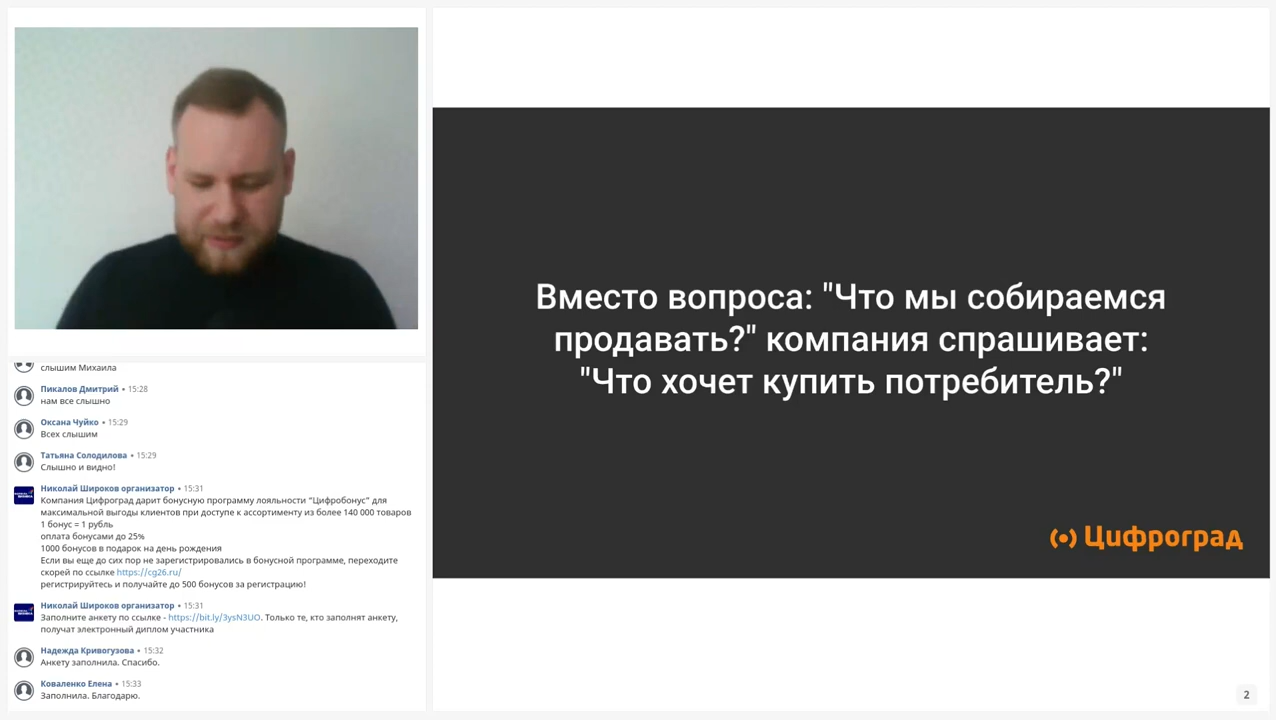 слышим Михаила
Пикалов Дмитрий • 15:28
нам все слышно
Оксана Чуйко • 15:29
Всех слышим
Татьяна Солодилова • 15:29
Слышно и видно!
Николай Широков организатор • 15:31
Компания Цифроград дарит бонусную программу лояльности "Цифробонус" для
максимальной выгоды клиентов при доступе к ассортименту из более 140 000 товаров
1 бонус = 1 рубль
оплата бонусами до 25%
1000 бонусов в подарок на день рождения
Если вы еще до сих пор не зарегистрировались в бонусной программе, переходите
скорей по ссылке https://cg26.ru/
регистрируйтесь и получайте до 500 бонусов за регистрацию!
Николай Широков организатор • 15:31
Заполните анкету по ссылке - https://bit.ly/3ysN3UO. Только те, кто заполнят анкету,
получат электронный диплом участника
Надежда Кривогузова • 15:32
Анкету заполнила. Спасибо.
Коваленко Елена • 15:33
Заполнила. Благодарю.
Вместо вопроса: "Что мы собираемся
продавать?" компания спрашивает:
"Что хочет купить потребитель?"
Цифроград
2